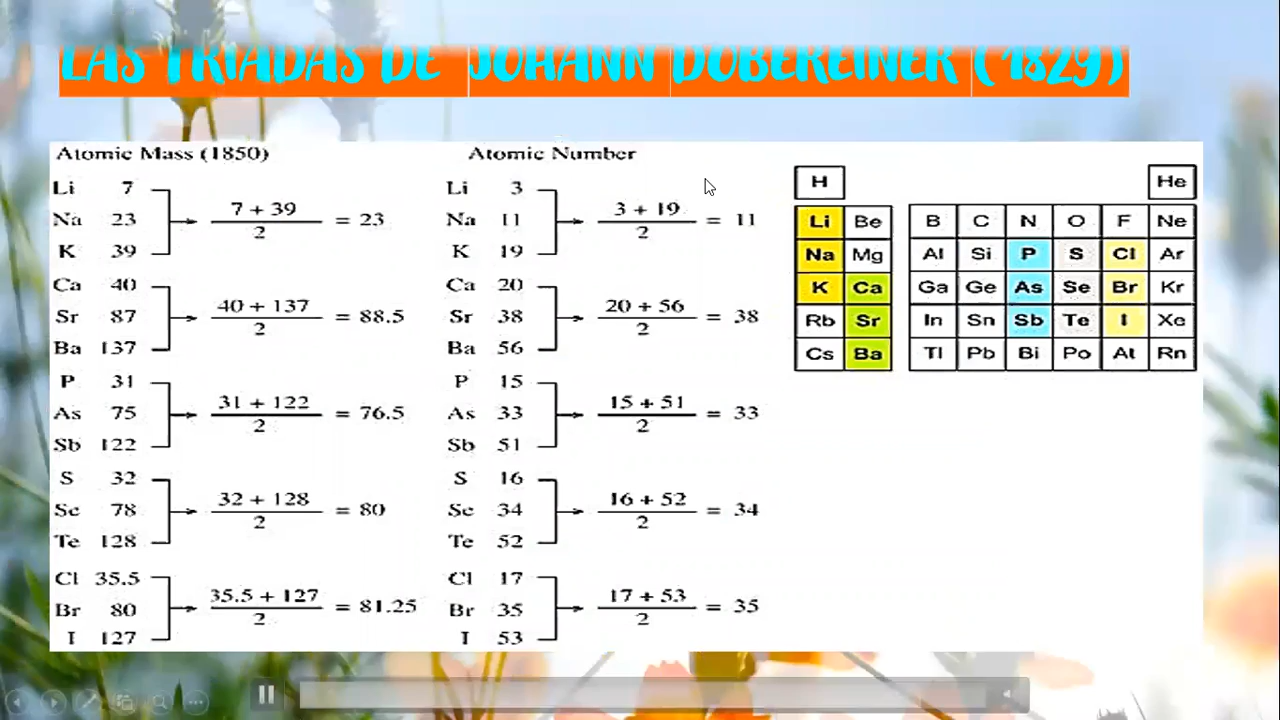 LAS TRIADAS DE JOHANN DOBEREINER (1829)
Atomic Mass (1850)
Li 7
Na 23
K 39
7 + 39
2
= 23
Ca 40
Sr 87
Ba 137
40 + 137
2
= 88.5
P 31
As 75
Sb 122
31 + 122
2
= 76.5
S 32
Se 78
Te 128
32 + 128
2
= 80
Cl 35.5
Br 80
I 127
35.5 + 127
2
= 81.25
Atomic Number
Li 3
Na 11
K 19
3 + 19
2
= 11
Ca 20
Sr 38
Ba 56
20 + 56
2
= 38
P 15
As 33
Sb 51
15 + 51
2
= 33
S 16
Se 34
Te 52
16 + 52
2
= 34
Cl 17
Br 35
I 53
17 + 53
2
= 35
H He
Li Be B C N O F Ne
Na Mg Al Si P S Cl Ar
K Ca Ga Ge As Se Br Kr
Rb Sr In Sn Sb Te I Xe
Cs Ba Tl Pb Bi Po At Rn